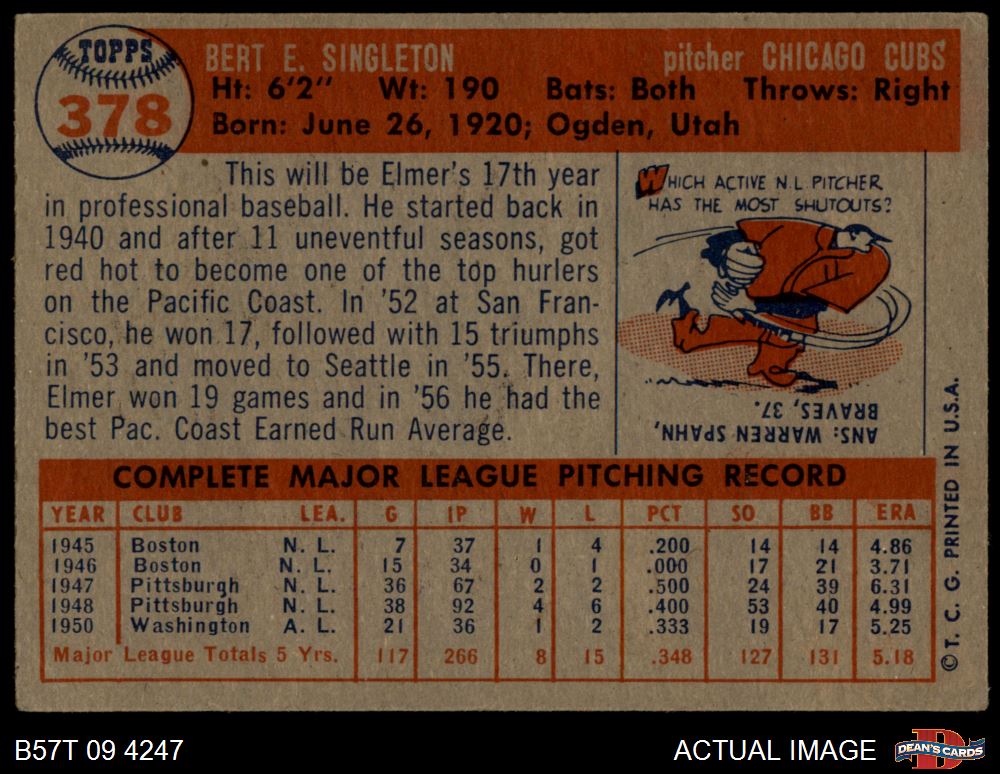 TOPPS
378
BERT E. SINGLETON pitcher CHICAGO CUBS
Ht: 6'2" Wt: 190 Bats: Both Throws: Right
Born: June 26, 1920; Ogden, Utah
This will be Elmer's 17th year
in professional baseball. He started back in
1940 and after 11 uneventful seasons, got
red hot to become one of the top hurlers
on the Pacific Coast. In '52 at San Fran-
cisco, he won 17, followed with 15 triumphs
in '53 and moved to Seattle in '55. There,
Elmer won 19 games and in '56 he had the
best Pac. Coast Earned Run Average.
WHICH ACTIVE N.L. PITCHER
HAS THE MOST SHUTOUTS?
ANS: WARREN SPAHN,
BRAVES, 37.
COMPLETE MAJOR LEAGUE PITCHING RECORD
YEAR CLUB LEA. G IP W L PCT SO BB ERA
1945 Boston N. L. 7 37 1 4 .200 14 14 4.86
1946 Boston N. L. 15 34 0 1 .000 17 21 3.71
1947 Pittsburgh N. L. 36 67 2 2 .500 24 39 6.31
1948 Pittsburgh N. L. 38 92 4 6 .400 53 40 4.99
1950 Washington A. L. 21 36 1 2 .333 19 17 5.25
Major League Totals 5 Yrs. 117 266 8 15 .348 127 131 5.18
© T. C. G. PRINTED IN U.S.A.
B57T 09 4247
ACTUAL IMAGE
DEAN'S CARDS